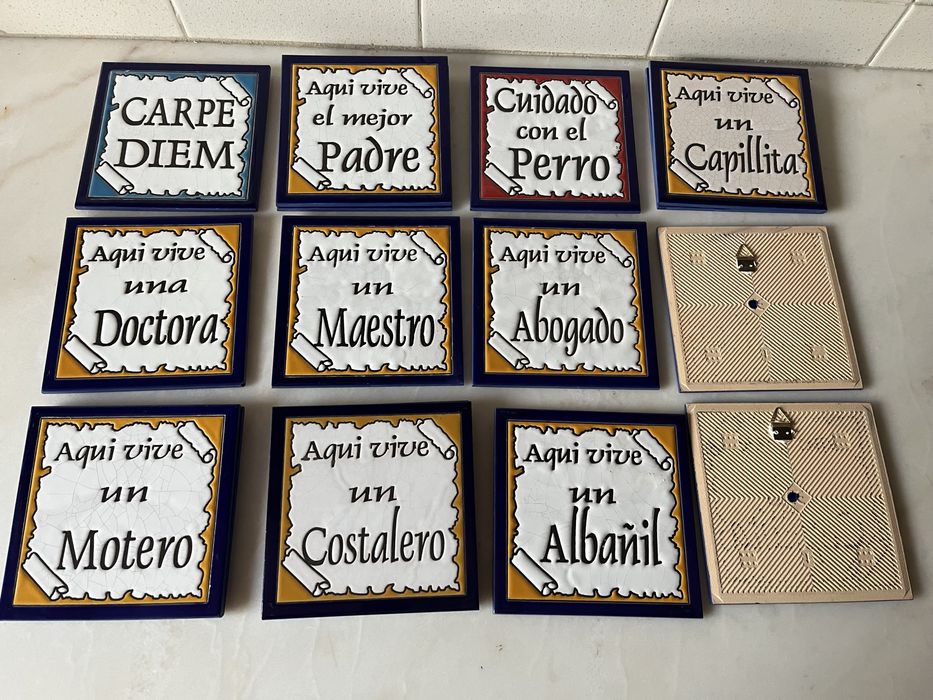 CARPE
DIEM
Aqui vive
el mejor
Padre
Cuidado
con el
Perro
Aqui vive
un
Capillita
Aqui vive
una
Doctora
Aqui vive
un
Maestro
Aqui vive
un
Abogado
Aqui vive
un
Motero
Aqui vive
un
Costalero
Aqui vive
un
Albañil